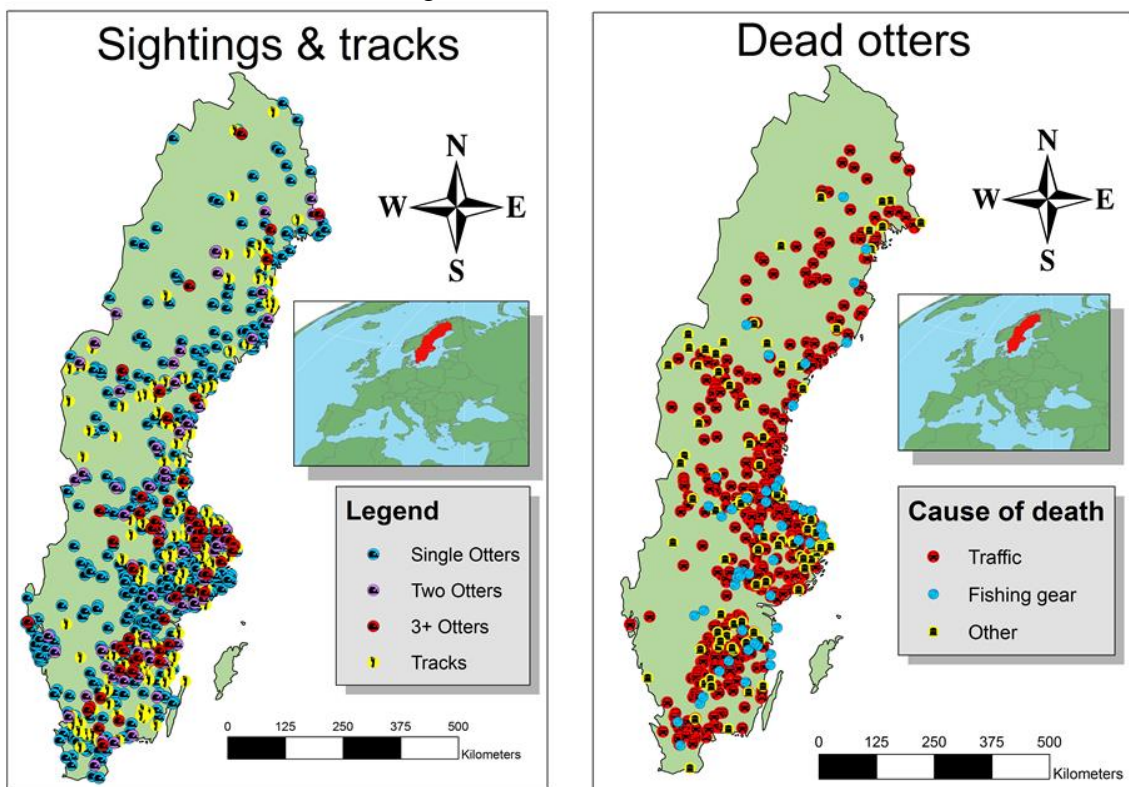 Sightings & tracks
N
W
E
S
Legend
Single Otters
Two Otters
3+ Otters
Tracks
0 125 250 375 500
Kilometers
Dead otters
N
W
E
S
Cause of death
Traffic
Fishing gear
Other
0 125 250 375 500
Kilometers